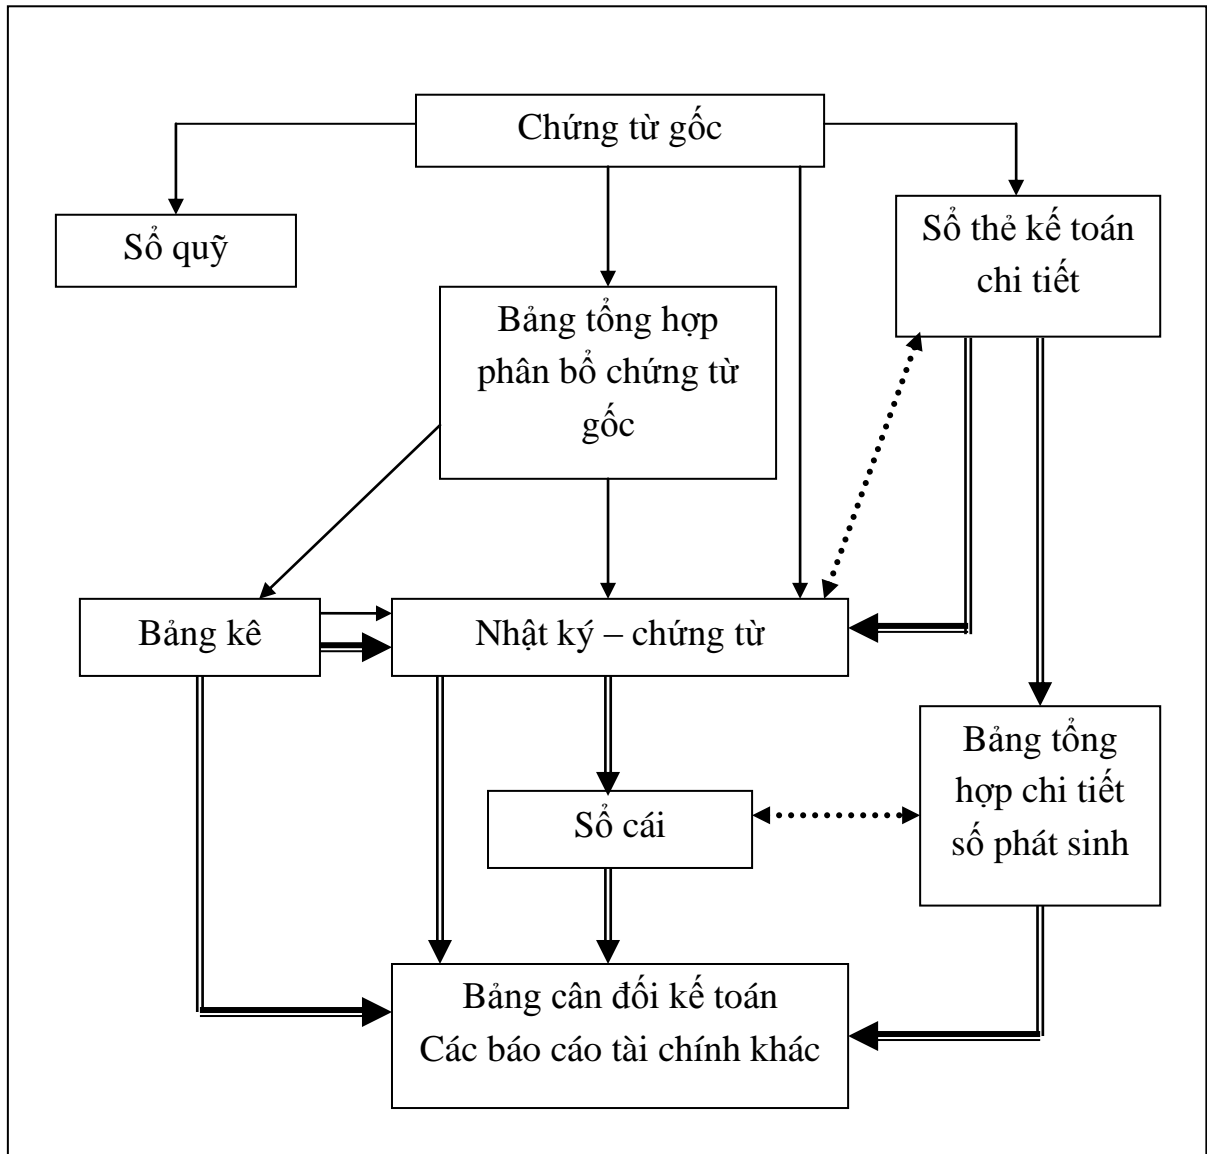 Chứng từ gốc
Sổ quỹ
Sổ thẻ kế toán
chi tiết
Bảng tổng hợp
phân bổ chứng từ
gốc
Bảng kê
Nhật ký – chứng từ
Bảng tổng
hợp chi tiết
số phát sinh
Sổ cái
Bảng cân đối kế toán
Các báo cáo tài chính khác